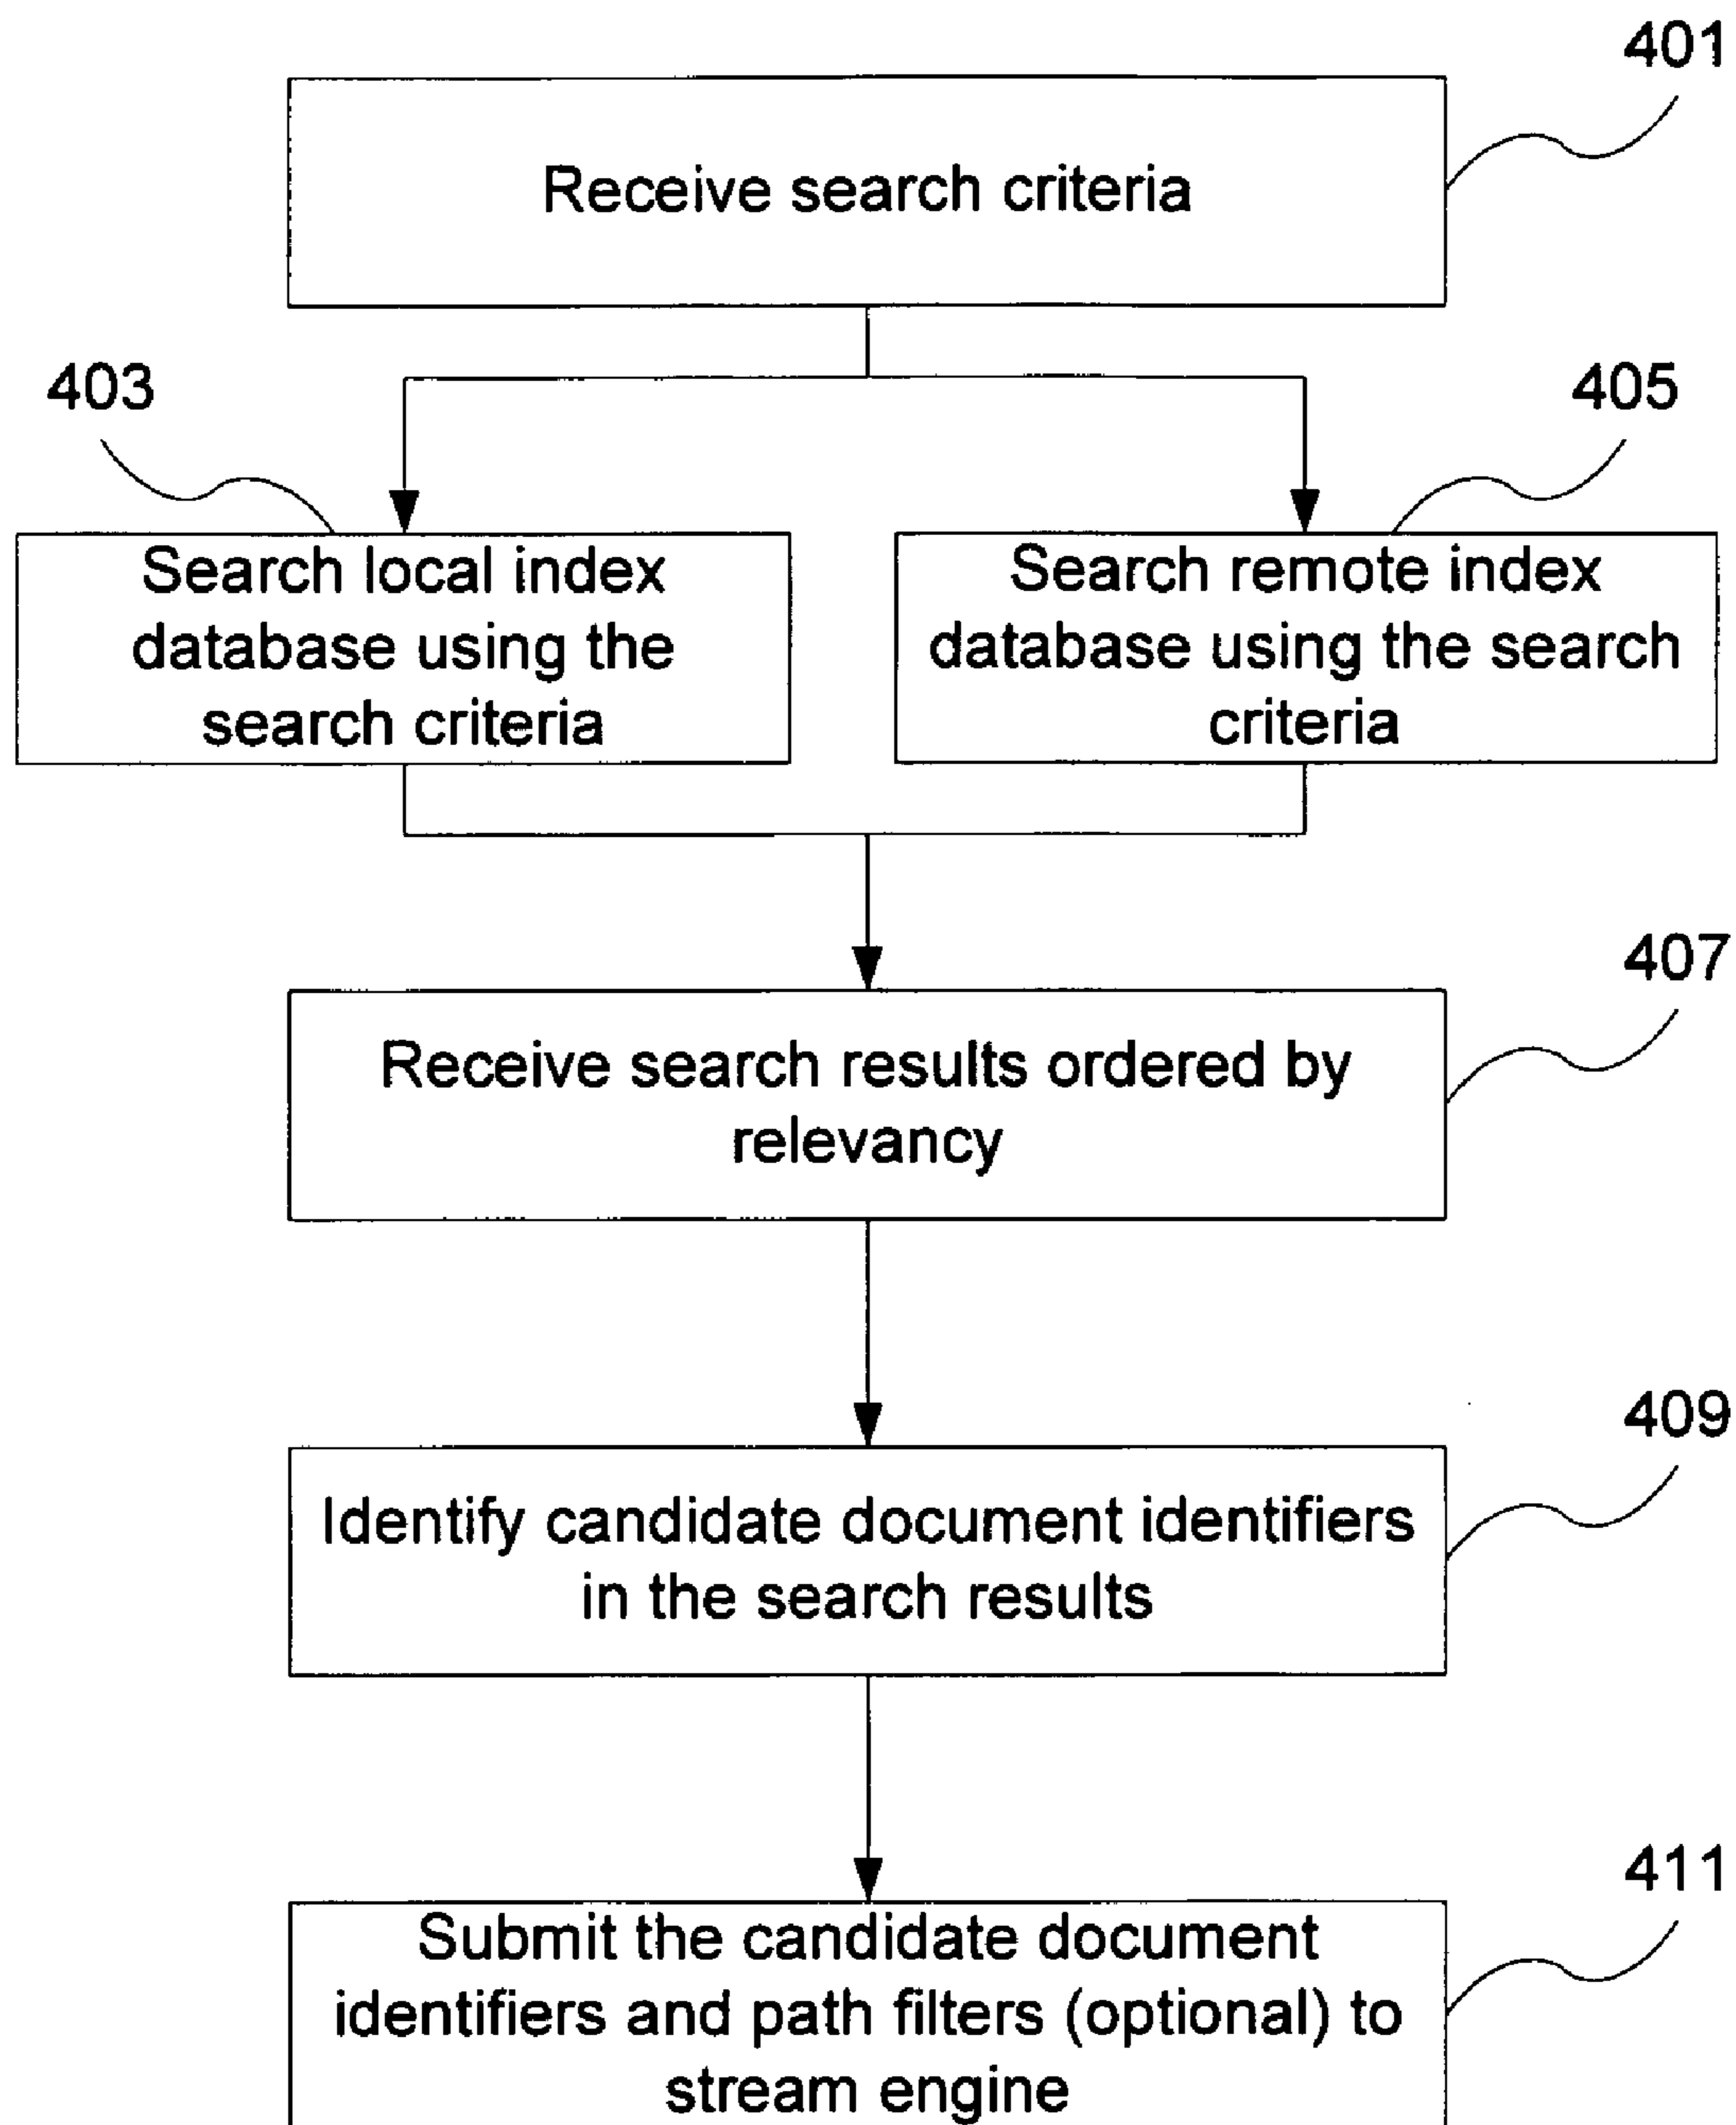 401
Receive search criteria
403
405
Search local index
database using the
search criteria
Search remote index
database using the search
criteria
407
Receive search results ordered by
relevancy
409
Identify candidate document identifiers
in the search results
411
Submit the candidate document
identifiers and path filters (optional) to
stream engine